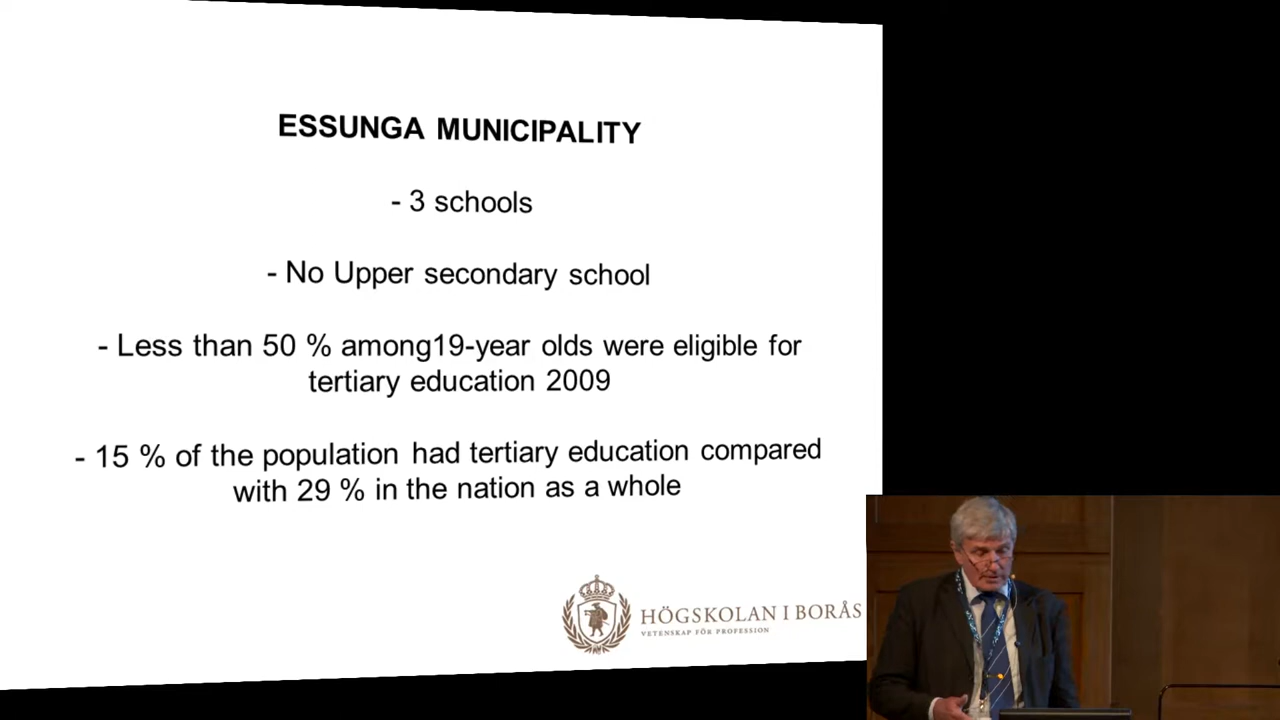 ESSUNGA MUNICIPALITY
- 3 schools
- No Upper secondary school
- Less than 50 % among19-year olds were eligible for
tertiary education 2009
- 15 % of the population had tertiary education compared
with 29 % in the nation as a whole
HÖGSKOLAN I BORÅS
VETENSKAP FÖR PROFESSION